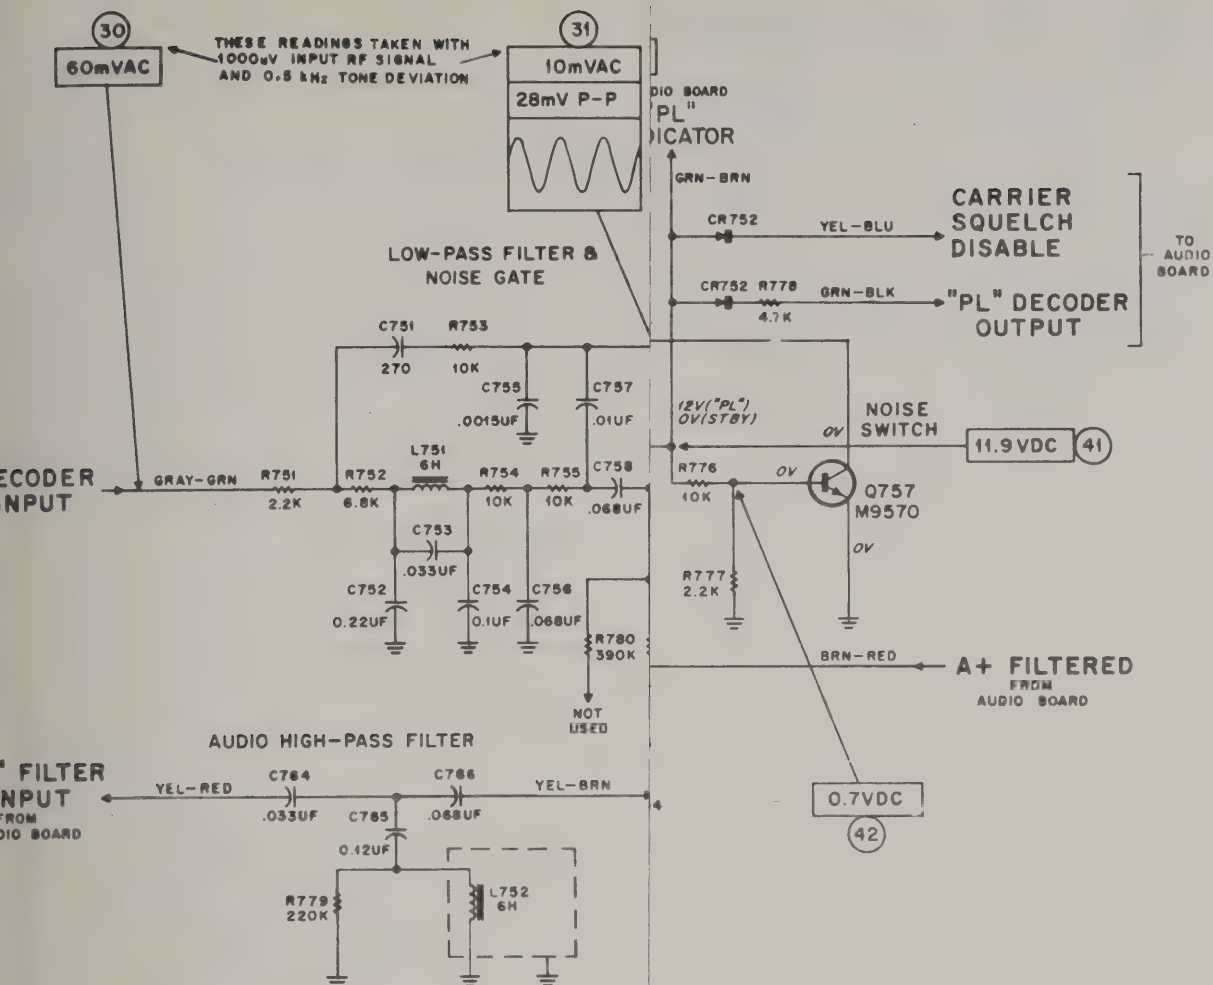 30
60mVAC
THESE READINGS TAKEN WITH
1000uV INPUT RF SIGNAL
AND 0.5 kHz TONE DEVIATION
31
10mVAC
28mV P-P
DIO BOARD
"PL"
DICATOR
GRN-BRN
CR752
YEL-BLU
CARRIER
SQUELCH
DISABLE
CR752 R778
4.7K
GRN-BLK
"PL" DECODER
OUTPUT
TO
AUDIO
BOARD
LOW-PASS FILTER &
NOISE GATE
C751
270
R753
10K
C755
.0015UF
C757
.01UF
12V("PL")
0V(STBY)
0V
NOISE
SWITCH
11.9VDC
41
ECODER
NPUT
GRAY-GRN
R751
2.2K
R752
6.8K
L751
6H
R754
10K
R755
10K
C758
.068UF
C753
.033UF
C752
0.22UF
C754
0.1UF
C756
.068UF
R776
10K
0V
Q757
M9570
0V
R777
2.2K
R780
390K
NOT
USED
BRN-RED
A+ FILTERED
FROM
AUDIO BOARD
AUDIO HIGH-PASS FILTER
" FILTER
NPUT
FROM
DIO BOARD
YEL-RED
C764
.033UF
C766
.068UF
YEL-BRN
4
C765
0.12UF
R779
220K
L752
6H
0.7VDC
42